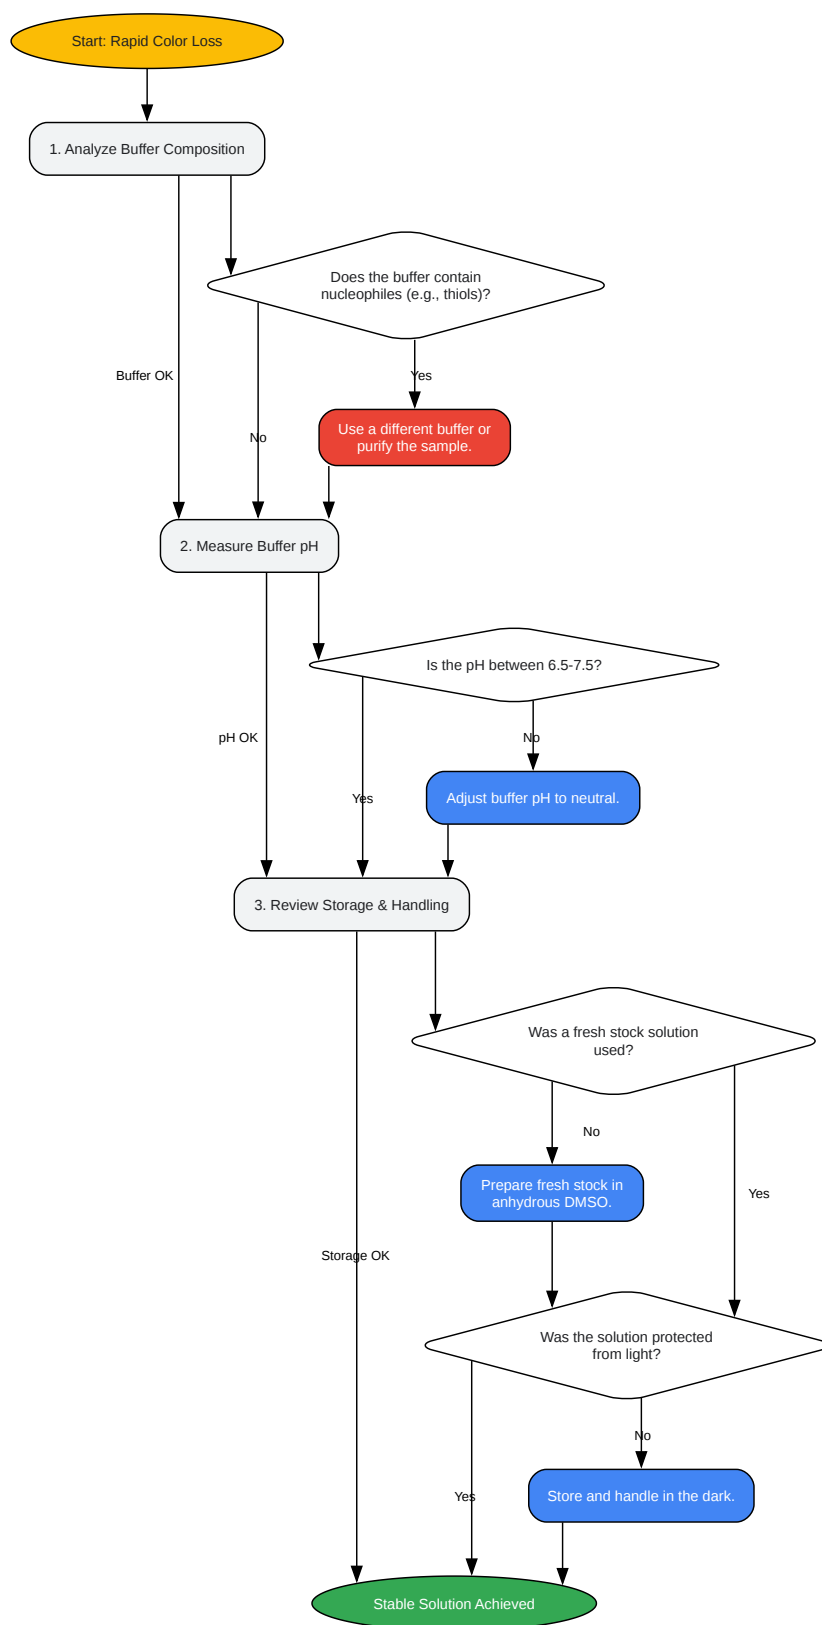 Start: Rapid Color Loss
1. Analyze Buffer Composition
Does the buffer contain
nucleophiles (e.g., thiols)?
Buffer OK
Yes
Use a different buffer or
purify the sample.
No
2. Measure Buffer pH
Is the pH between 6.5-7.5?
pH OK
No
Yes
Adjust buffer pH to neutral.
3. Review Storage & Handling
Was a fresh stock solution
used?
No
Prepare fresh stock in
anhydrous DMSO.
Yes
Storage OK
Was the solution protected
from light?
No
Yes
Store and handle in the dark.
Stable Solution Achieved